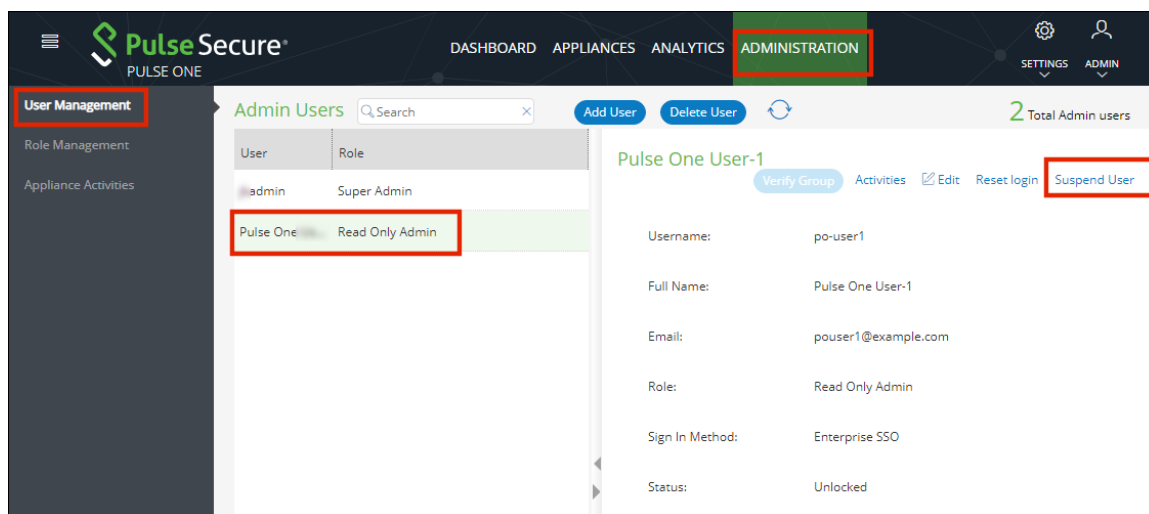 Pulse Secure®
PULSE ONE
DASHBOARD APPLIANCES ANALYTICS ADMINISTRATION
SETTINGS ADMIN
User Management
Role Management
Appliance Activities
Admin Users Search × Add User Delete User 2 Total Admin users
User Role
admin Super Admin
Pulse One Read Only Admin
Pulse One User-1
Verify Group Activities Edit Reset login Suspend User
Username: po-user1
Full Name: Pulse One User-1
Email: pouser1@example.com
Role: Read Only Admin
Sign In Method: Enterprise SSO
Status: Unlocked